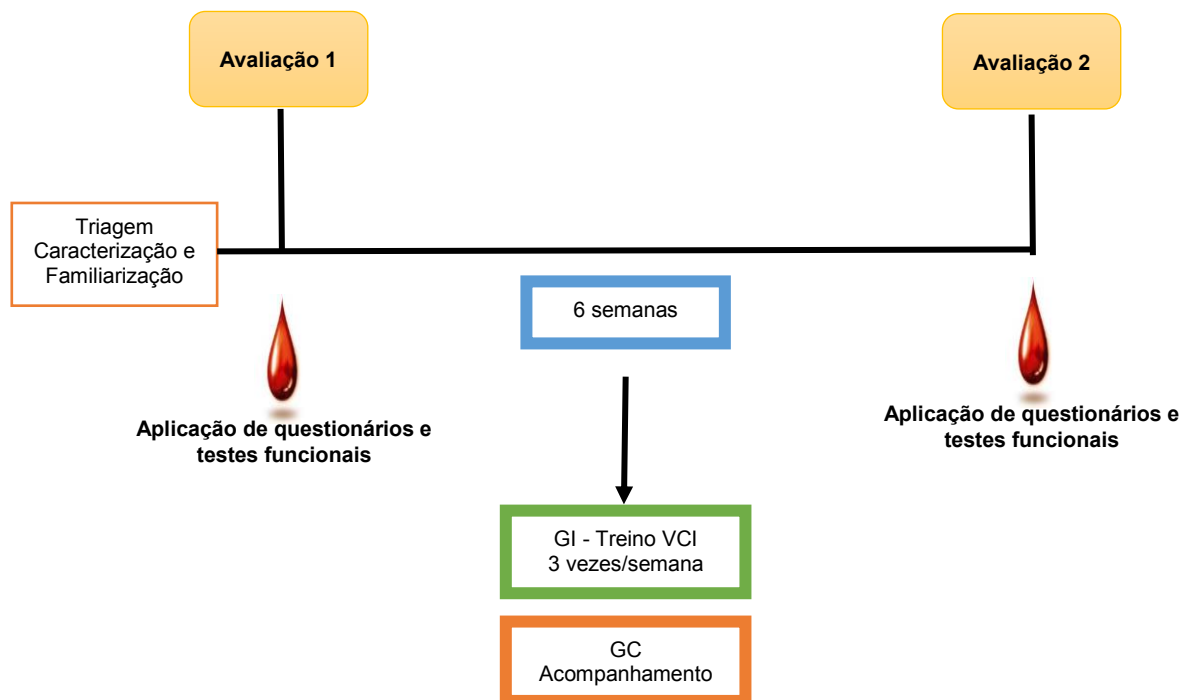 Avaliação 1
Avaliação 2
Triagem
Caracterização e
Familiarização
6 semanas
Aplicação de questionários e
testes funcionais
Aplicação de questionários e
testes funcionais
GI - Treino VCI
3 vezes/semana
GC
Acompanhamento